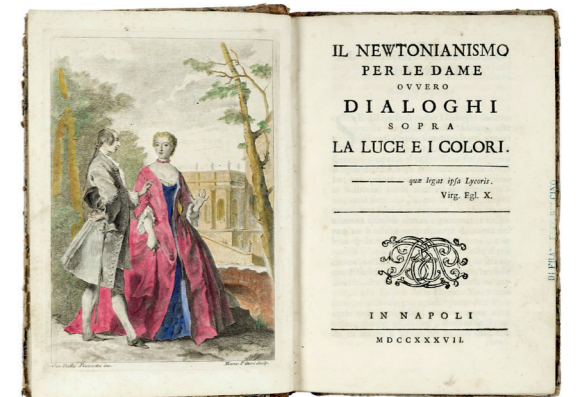 IL NEWTONIANISMO
PER LE DAME
OVVERO
DIALOGHI
SOPRA
LA LUCE E I COLORI.
quæ legat ipsa Lycoris.
Virg. Egl. X.
IN NAPOLI
MDCCXXXVII.